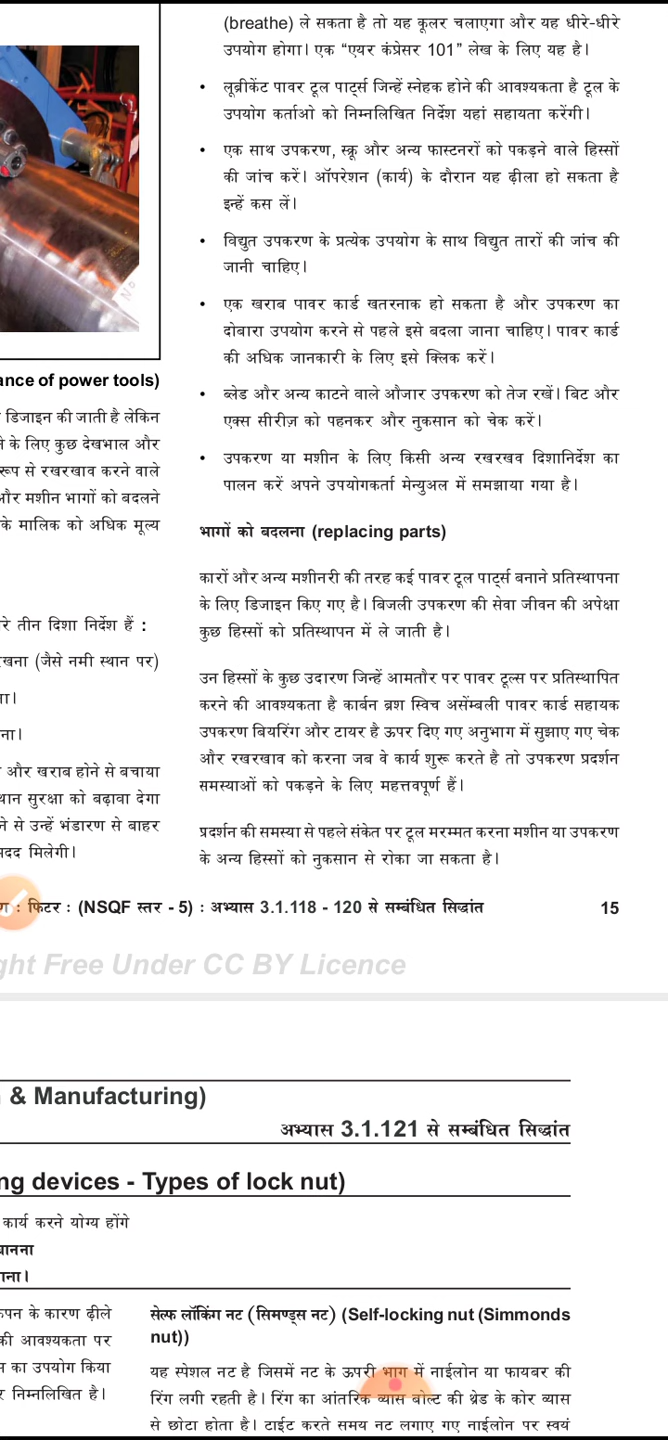 (breathe) ले सकता है तो यह कूलर चलाएगा और यह धीरे-धीरे
उपयोग होगा। एक “एयर कंप्रेसर 101” लेख के लिए यह है।
• लूब्रीकेंट पावर टूल पार्ट्स जिन्हें स्नेहक होने की आवश्यकता है टूल के
उपयोग कर्ताओ को निम्नलिखित निर्देश यहां सहायता करेंगी।
• एक साथ उपकरण, स्क्रू और अन्य फास्टनरों को पकड़ने वाले हिस्सों
की जांच करें। ऑपरेशन (कार्य) के दौरान यह ढ़ीला हो सकता है
इन्हें कस लें।
• विद्युत उपकरण के प्रत्येक उपयोग के साथ विद्युत तारों की जांच की
जानी चाहिए।
• एक खराब पावर कार्ड खतरनाक हो सकता है और उपकरण का
दोबारा उपयोग करने से पहले इसे बदला जाना चाहिए। पावर कार्ड
की अधिक जानकारी के लिए इसे क्लिक करें।
• ब्लेड और अन्य काटने वाले औजार उपकरण को तेज रखें। बिट और
एक्स सीरीज़ को पहनकर और नुकसान को चेक करें।
• उपकरण या मशीन के लिए किसी अन्य रखरखव दिशानिर्देश का
पालन करें अपने उपयोगकर्ता मेन्युअल में समझाया गया है।
भागों को बदलना (replacing parts)
कारों और अन्य मशीनरी की तरह कई पावर टूल पार्ट्स बनाने प्रतिस्थापना
के लिए डिजाइन किए गए है। बिजली उपकरण की सेवा जीवन की अपेक्षा
कुछ हिस्सों को प्रतिस्थापन में ले जाती है।
उन हिस्सों के कुछ उदारण जिन्हें आमतौर पर पावर टूल्स पर प्रतिस्थापित
करने की आवश्यकता है कार्बन ब्रश स्विच असेंम्बली पावर कार्ड सहायक
उपकरण बियरिंग और टायर है ऊपर दिए गए अनुभाग में सुझाए गए चेक
और रखरखाव को करना जब वे कार्य शुरू करते है तो उपकरण प्रदर्शन
समस्याओं को पकड़ने के लिए महत्तवपूर्ण हैं।
प्रदर्शन की समस्या से पहले संकेत पर टूल मरम्मत करना मशीन या उपकरण
के अन्य हिस्सों को नुकसान से रोका जा सकता है।
ance of power tools)
डिजाइन की जाती है लेकिन
के लिए कुछ देखभाल और
रूप से रखरखाव करने वाले
और मशीन भागों को बदलने
के मालिक को अधिक मूल्य
रे तीन दिशा निर्देश हैं :
खना (जैसे नमी स्थान पर)
ा।
ना।
और खराब होने से बचाया
थान सुरक्षा को बढ़ावा देगा
ने से उन्हें भंडारण से बाहर
मदद मिलेगी।
: फिटर : (NSQF स्तर - 5) : अभ्यास 3.1.118 - 120 से सम्बंधित सिद्धांत 15
ght Free Under CC BY Licence
& Manufacturing)
अभ्यास 3.1.121 से सम्बंधित सिद्धांत
ng devices - Types of lock nut)
कार्य करने योग्य होंगे
जानना
ाना।
कंपन के कारण ढ़ीले
की आवश्यकता पर
का उपयोग किया
निम्नलिखित है।
सेल्फ लॉकिंग नट (सिमण्ड्स नट) (Self-locking nut (Simmonds
nut))
यह स्पेशल नट है जिसमें नट के ऊपरी भाग में नाईलोन या फायबर की
रिंग लगी रहती है। रिंग का आंतरिक व्यास बोल्ट की थ्रेड के कोर व्यास
से छोटा होता है। टाईट करते समय नट लगाए गए नाईलोन पर स्वयं